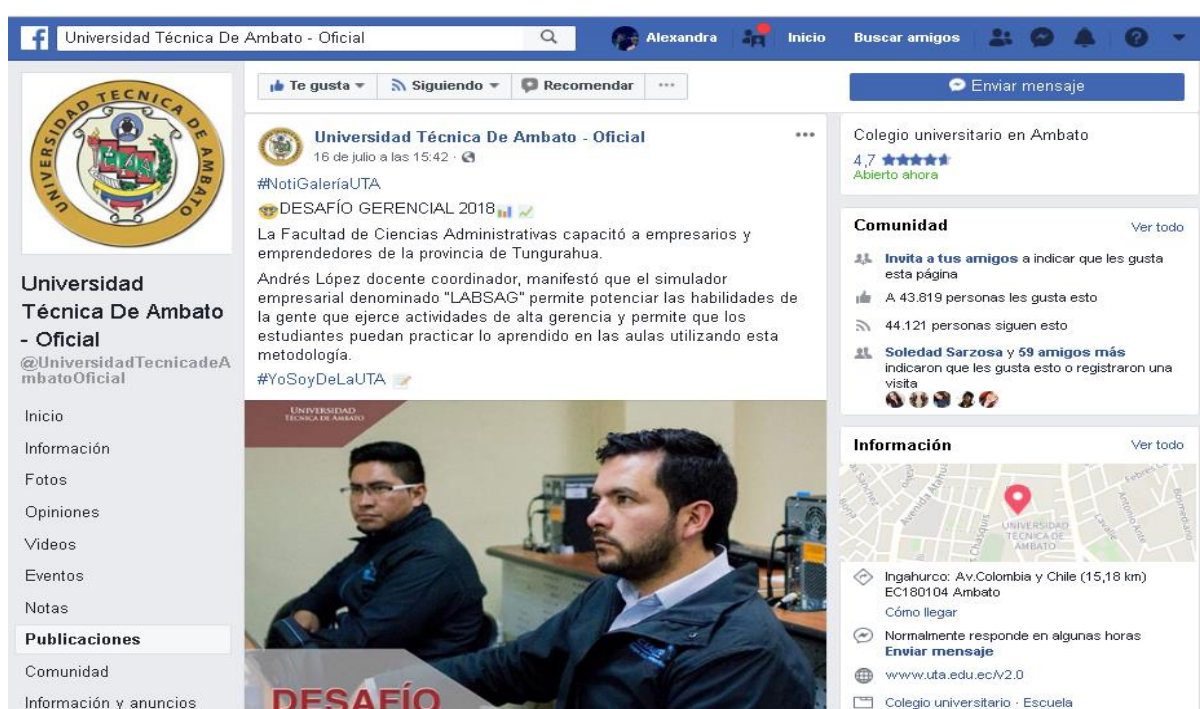 Universidad Técnica De Ambato - Oficial
Alexandra
Inicio
Buscar amigos
UNIVERSIDAD TECNICA DE AMBATO
Universidad
Técnica De Ambato
- Oficial
@UniversidadTecnicadeA
mbatoOficial
Inicio
Información
Fotos
Opiniones
Videos
Eventos
Notas
Publicaciones
Comunidad
Información y anuncios
Te gusta
Siguiendo
Recomendar
Universidad Técnica De Ambato - Oficial
16 de julio a las 15:42 ·
#NotiGaleríaUTA
DESAFÍO GERENCIAL 2018
La Facultad de Ciencias Administrativas capacitó a empresarios y
emprendedores de la provincia de Tungurahua.
Andrés López docente coordinador, manifestó que el simulador
empresarial denominado "LABSAG" permite potenciar las habilidades de
la gente que ejerce actividades de alta gerencia y permite que los
estudiantes puedan practicar lo aprendido en las aulas utilizando esta
metodología.
#YoSoyDeLaUTA
UNIVERSIDAD
TÉCNICA DE AMBATO
DESAFÍO
Enviar mensaje
Colegio universitario en Ambato
4,7
Abierto ahora
Comunidad
Ver todo
Invita a tus amigos a indicar que les gusta
esta página
A 43.819 personas les gusta esto
44.121 personas siguen esto
Soledad Sarzosa y 59 amigos más
indicaron que les gusta esto o registraron una
visita
Información
Ver todo
UNIVERSIDAD
TECNICA DE
AMBATO
Chasquis
Lavalle
Antonio Ante
Ingahurco: Av.Colombia y Chile (15,18 km)
EC180104 Ambato
Cómo llegar
Normalmente responde en algunas horas
Enviar mensaje
www.uta.edu.ec/v2.0
Colegio universitario · Escuela